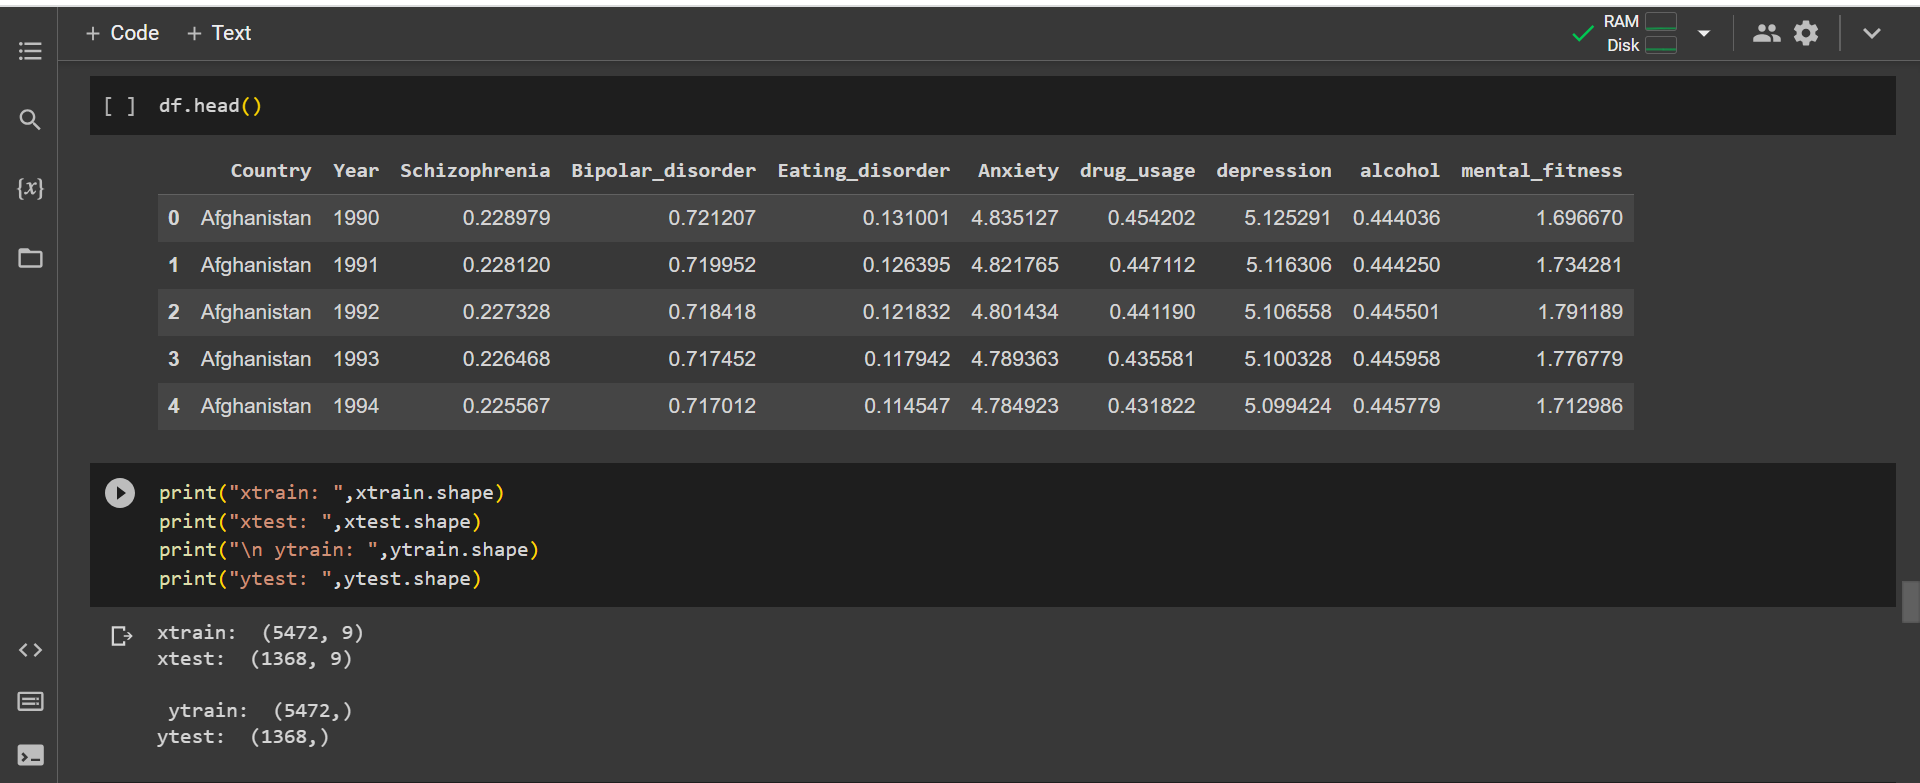 + Code + Text
RAM
Disk
{x}
[ ] df.head()
Country Year Schizophrenia Bipolar_disorder Eating_disorder Anxiety drug_usage depression alcohol mental_fitness
0 Afghanistan 1990 0.228979 0.721207 0.131001 4.835127 0.454202 5.125291 0.444036 1.696670
1 Afghanistan 1991 0.228120 0.719952 0.126395 4.821765 0.447112 5.116306 0.444250 1.734281
2 Afghanistan 1992 0.227328 0.718418 0.121832 4.801434 0.441190 5.106558 0.445501 1.791189
3 Afghanistan 1993 0.226468 0.717452 0.117942 4.789363 0.435581 5.100328 0.445958 1.776779
4 Afghanistan 1994 0.225567 0.717012 0.114547 4.784923 0.431822 5.099424 0.445779 1.712986
print("xtrain: ",xtrain.shape)
print("xtest: ",xtest.shape)
print("\n ytrain: ",ytrain.shape)
print("ytest: ",ytest.shape)
xtrain:  (5472, 9)
xtest:  (1368, 9)
ytrain:  (5472,)
ytest:  (1368,)